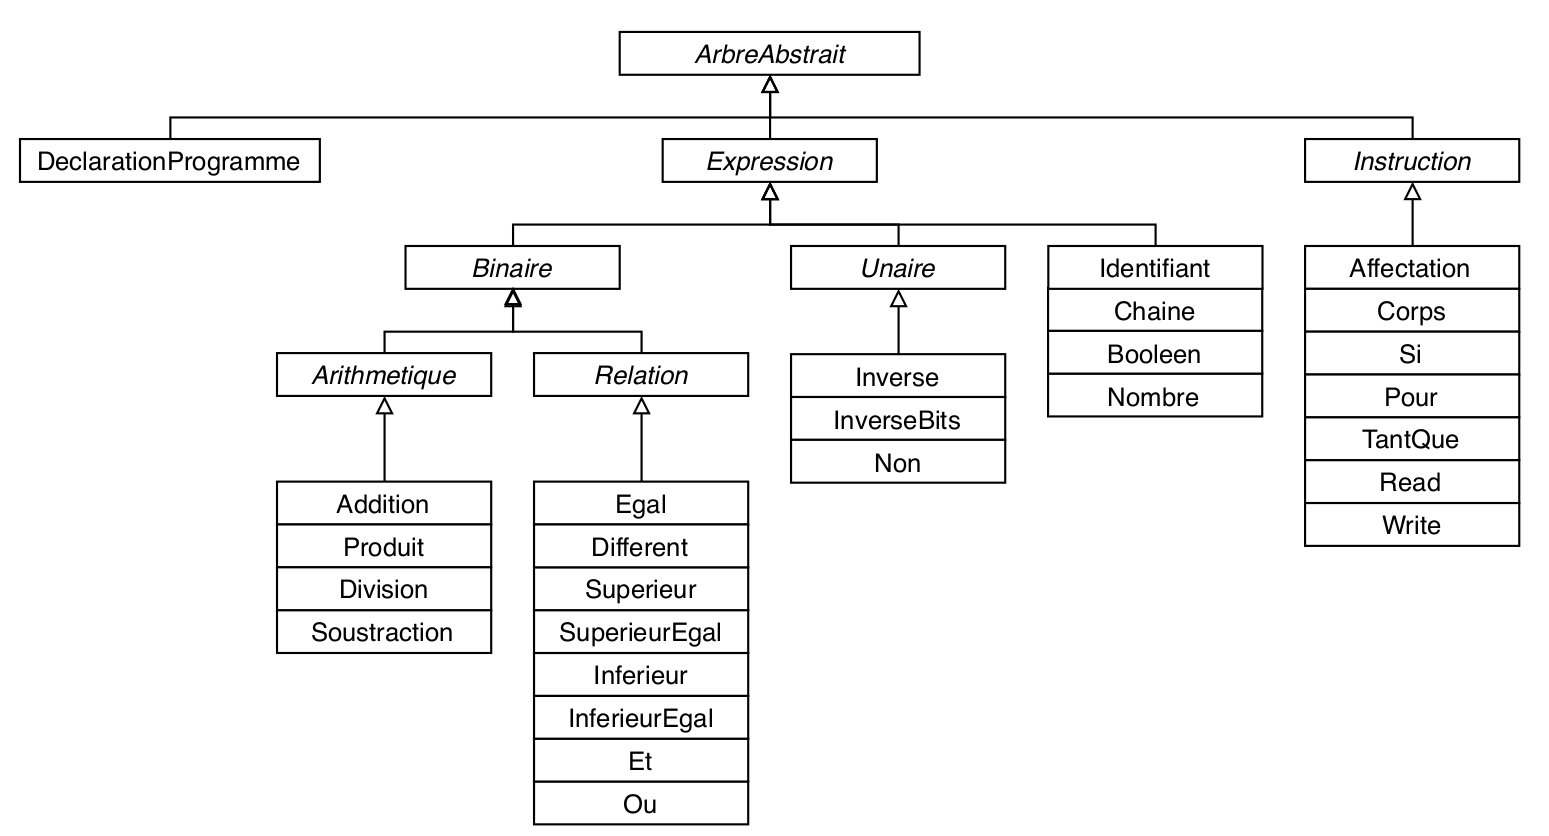 ArbreAbstrait
DeclarationProgramme
Expression
Instruction
Binaire
Unaire
Identifiant
Chaine
Booleen
Nombre
Affectation
Corps
Si
Pour
TantQue
Read
Write
Arithmetique
Relation
Inverse
InverseBits
Non
Addition
Produit
Division
Soustraction
Egal
Different
Superieur
SuperieurEgal
Inferieur
InferieurEgal
Et
Ou